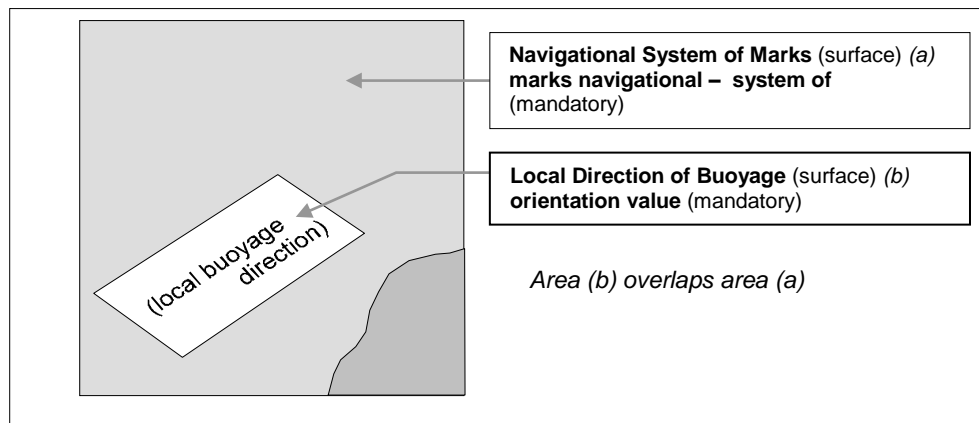 Navigational System of Marks (surface) (a)
marks navigational – system of
(mandatory)
Local Direction of Buoyage (surface) (b)
orientation value (mandatory)
(local buoyage
direction)
Area (b) overlaps area (a)